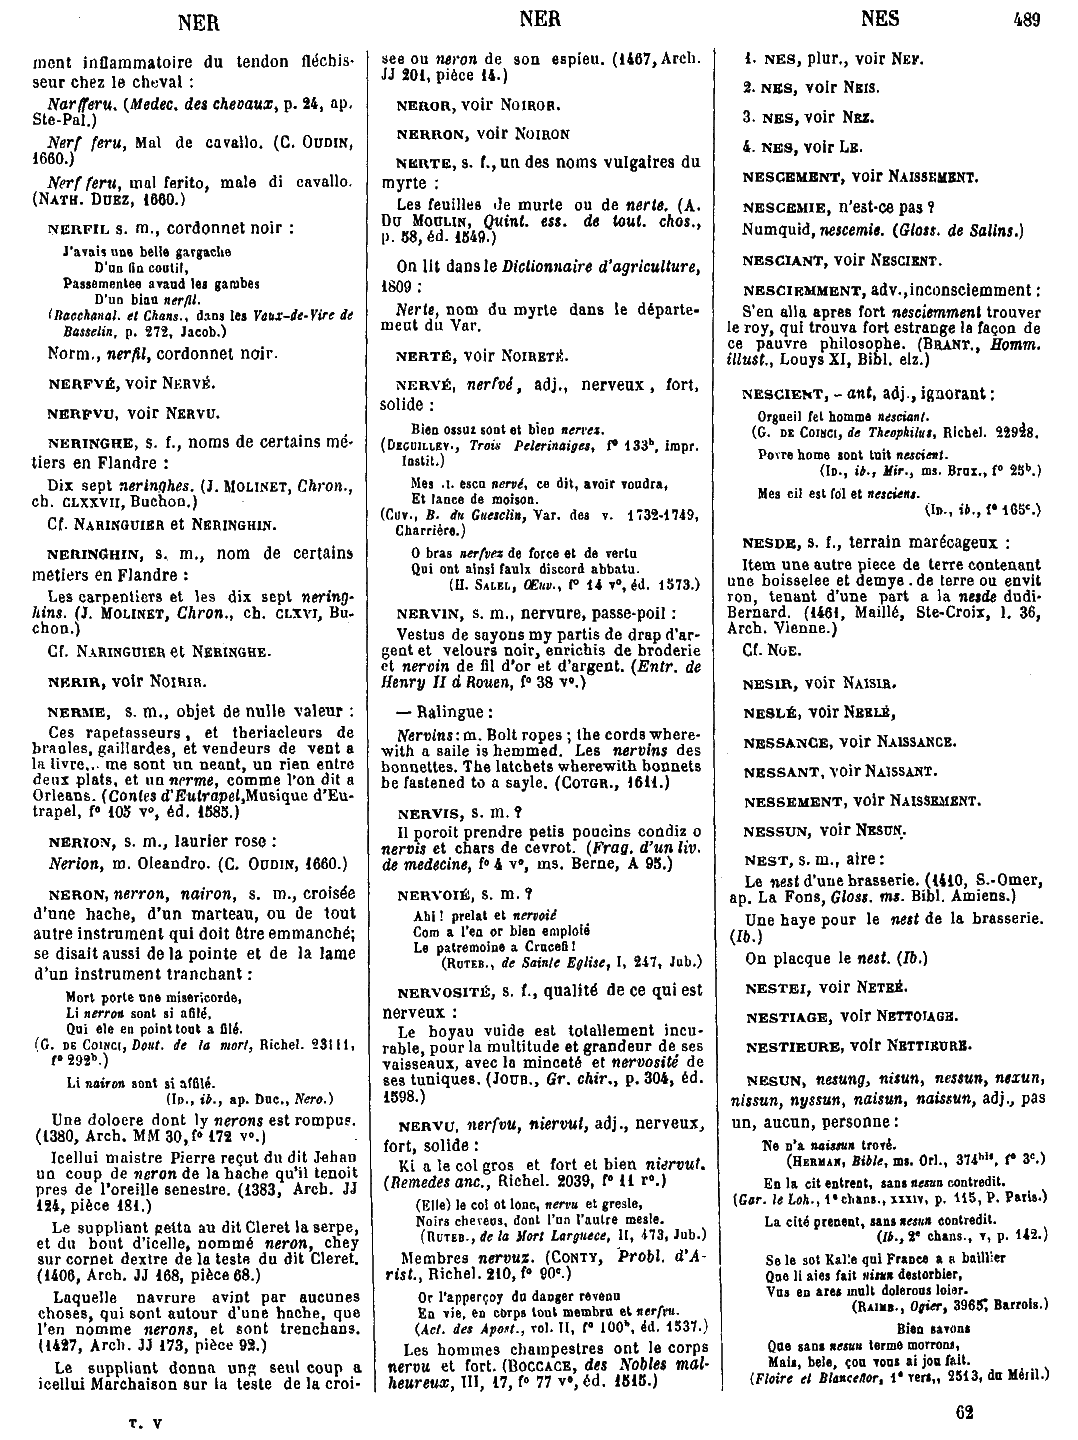 NER
NER
NES
489
ment inflammatoire du tendon fléchis-
seur chez le cheval :
Narfferu. (Medec. des chevaux, p. 24, ap.
Ste-Pal.)
Nerf feru, Mal de cavallo. (C. OUDIN,
1660.)
Nerf feru, mal ferito, male di cavallo.
(NATH. DUEZ, 1660.)
NERFIL s. m., cordonnet noir :
J'avais une belle gargache
D'un fin coutil,
Passementee avaud les gambes
D'un biau nerfil.
(Bacchanal. et Chans., dans les Vaux-de-Vire de
Basselin, p. 272, Jacob.)
Norm., nerfil, cordonnet noir.
NERFVÉ, voir NERVÉ.
NERFVU, voir NERVU.
NERINGHE, s. f., noms de certains mé-
tiers en Flandre :
Dix sept neringhes. (J. MOLINET, Chron.,
ch. CLXXVII, Buchon.)
Cf. NARINGUIER et NERINGHIN.
NERINGHIN, s. m., nom de certains
metiers en Flandre :
Les carpentiers et les dix sept nering-
hins. (J. MOLINET, Chron., ch. CLXVI, Bu-
chon.)
Cf. NARINGUIER et NERINGHE.
NERIR, voir NOIRIR.
NERME, s. m., objet de nulle valeur :
Ces rapetasseurs, et theriacleurs de
branles, gaillardes, et vendeurs de vent a
la livre... me sont un neant, un rien entre
deux plats, et un nerme, comme l'on dit a
Orleans. (Contes d'Eutrapel, Musique d'Eu-
trapel, f° 105 v°, éd. 1585.)
NERION, s. m., laurier rose :
Nerion, m. Oleandro. (C. OUDIN, 1660.)
NERON, nerron, nairon, s. m., croisée
d'une hache, d'un marteau, ou de tout
autre instrument qui doit être emmanché;
se disait aussi de la pointe et de la lame
d'un instrument tranchant :
Mort porte une misericorde,
Li nerron sont si afilé,
Qui ele en point tout a filé.
(G. DE COINCI, Dout. de la mort, Richel. 23111,
f° 292b.)
Li nairon sont si affilé.
(ID., ib., ap. Duc., Nero.)
Une doloere dont ly nerons est rompus.
(1380, Arch. MM 30, f° 172 v°.)
Icellui maistre Pierre reçut du dit Jehan
un coup de neron de la hache qu'il tenoit
pres de l'oreille senestre. (1383, Arch. JJ
124, pièce 181.)
Le suppliant getta au dit Cleret la serpe,
et du bout d'icelle, nommé neron, chey
sur cornet dextre de la teste du dit Cleret.
(1406, Arch. JJ 168, pièce 68.)
Laquelle navrure avint par aucunes
choses, qui sont autour d'une hache, que
l'en nomme nerons, et sont trenchans.
(1427, Arch. JJ 173, pièce 92.)
Le suppliant donna ung seul coup a
icellui Marchaison sur la teste de la croi-
see ou neron de son espieu. (1467, Arch.
JJ 201, pièce 14.)
NEROR, voir NOIROR.
NERRON, voir NOIRON
NERTE, s. f., un des noms vulgaires du
myrte :
Les feuilles de murte ou de nerte. (A.
DU MOULIN, Quint. ess. de tout. chos.,
p. 58, éd. 1549.)
On lit dans le Dictionnaire d'agriculture,
1809 :
Nerte, nom du myrte dans le départe-
ment du Var.
NERTÉ, voir NOIRETÉ.
NERVÉ, nerfvé, adj., nerveux, fort,
solide :
Bien ossuz sont et bien nervez.
(DEGUILLEV., Trois Pelerinaiges, f° 133b, impr.
Instit.)
Mes .I. escu nervé, ce dit, avoir voudra,
Et lance de moison.
(CUV., B. du Guesclin, Var. des v. 1732-1749,
Charrière.)
O bras nerfvez de force et de vertu
Qui ont ainsi faulx discord abbatu.
(H. SALEL, Œuv., f° 14 v°, éd. 1573.)
NERVIN, s. m., nervure, passe-poil :
Vestus de sayons my partis de drap d'ar-
gent et velours noir, enrichis de broderie
et nervin de fil d'or et d'argent. (Entr. de
Henry II à Rouen, f° 38 v°.)
— Ralingue :
Nervins : m. Bolt ropes ; the cords where-
with a saile is hemmed. Les nervins des
bonnettes. The latchets wherewith bonnets
be fastened to a sayle. (COTGR., 1611.)
NERVIS, s. m. ?
Il poroit prendre petis poucins condiz o
nervis et chars de cevrot. (Frag. d'un liv.
de medecine, f° 4 v°, ms. Berne, A 95.)
NERVOIÉ, s. m. ?
Ahi ! prelat et nervoié
Com a l'en or bien emploié
Le patremoine a Crucefi !
(RUTEB., de Sainte Eglise, I, 247, Jub.)
NERVOSITÉ, s. f., qualité de ce qui est
nerveux :
Le boyau vuide est totallement incu-
rable, pour la multitude et grandeur de ses
vaisseaux, avec la minceté et nervosité de
ses tuniques. (JOUB., Gr. chir., p. 304, éd.
1598.)
NERVU, nerfvu, niervut, adj., nerveux,
fort, solide :
Ki a le col gros et fort et bien niervut.
(Remedes anc., Richel. 2039, f° 11 r°.)
(Elle) le col ot lonc, nervu et gresle,
Noirs cheveus, dont l'un l'autre mesle.
(RUTEB., de la Mort Larguece, II, 473, Jub.)
Membres nervuz. (CONTY, Probl. d'A-
rist., Richel. 210, f° 90c.)
Or l'apperçoy du danger revenu
En vie, en corps tout membru et nerfvu.
(Act. des Apost., vol. II, f° 100b, éd. 1537.)
Les hommes champestres ont le corps
nervu et fort. (BOCCACE, des Nobles mal-
heureux, III, 17, f° 77 v°, éd. 1515.)
1. NES, plur., voir NEF.
2. NES, voir NEIS.
3. NES, voir NEZ.
4. NES, voir LE.
NESCEMENT, voir NAISSEMENT.
NESCEMIE, n'est-ce pas ?
Numquid, nescemie. (Gloss. de Salins.)
NESCIANT, voir NESCIENT.
NESCIEMMENT, adv., inconsciemment :
S'en alla apres fort nesciemment trouver
le roy, qui trouva fort estrange la façon de
ce pauvre philosophe. (BRANT., Homm.
illust., Louys XI, Bibl. elz.)
NESCIENT, - ant, adj., ignorant :
Orgueil fet homme nesciant.
(G. DE COINCI, de Theophilus, Richel. 22928.
Povre home sont tuit nescient.
(ID., ib., Mir., ms. Brux., f° 25b.)
Mes cil est fol et nesciens.
(ID., ib., f° 165c.)
NESDE, s. f., terrain marécageux :
Item une autre piece de terre contenant
une boisselee et demye. de terre ou envit
ron, tenant d'une part a la nesde dudi-
Bernard. (1461, Maillé, Ste-Croix, l. 36,
Arch. Vienne.)
Cf. NOE.
NESIR, voir NAISIR.
NESLÉ, voir NEELÉ,
NESSANCE, voir NAISSANCE.
NESSANT, voir NAISSANT.
NESSEMENT, voir NAISSEMENT.
NESSUN, voir NESUN.
NEST, s. m., aire :
Le nest d'une brasserie. (1410, S.-Omer,
ap. La Fons, Gloss. ms. Bibl. Amiens.)
Une haye pour le nest de la brasserie.
(Ib.)
On placque le nest. (Ib.)
NESTEI, voir NETEÉ.
NESTIAGE, voir NETTOIAGE.
NESTIEURE, voir NETTIEURE.
NESUN, nesung, nisun, nessun, nexun,
nissun, nyssun, naisun, naissun, adj., pas
un, aucun, personne :
Ne n'a naissun trové.
(HERMAN, Bible, ms. Orl., 374bis, f° 3c.)
En la cit entrent, sans nesun contredit.
(Gar. le Loh., 1e chans., XXXIV, p. 115, P. Paris.)
La cité prenent, sans nesun contredit.
(Ib., 2e chans., V, p. 142.)
Se le sot Kalle qui France a a baillier
Que li aies fait nisun destorbier,
Vus en ares mult dolerous loier.
(RAIMB., Ogier, 3965, Barrois.)
Bien savons
Que sans nesun terme morrons,
Mais, bele, çou vous ai jou fait.
(Floire et Blanceflor, 1e vers., 2513, du Méril.)
T. V
62